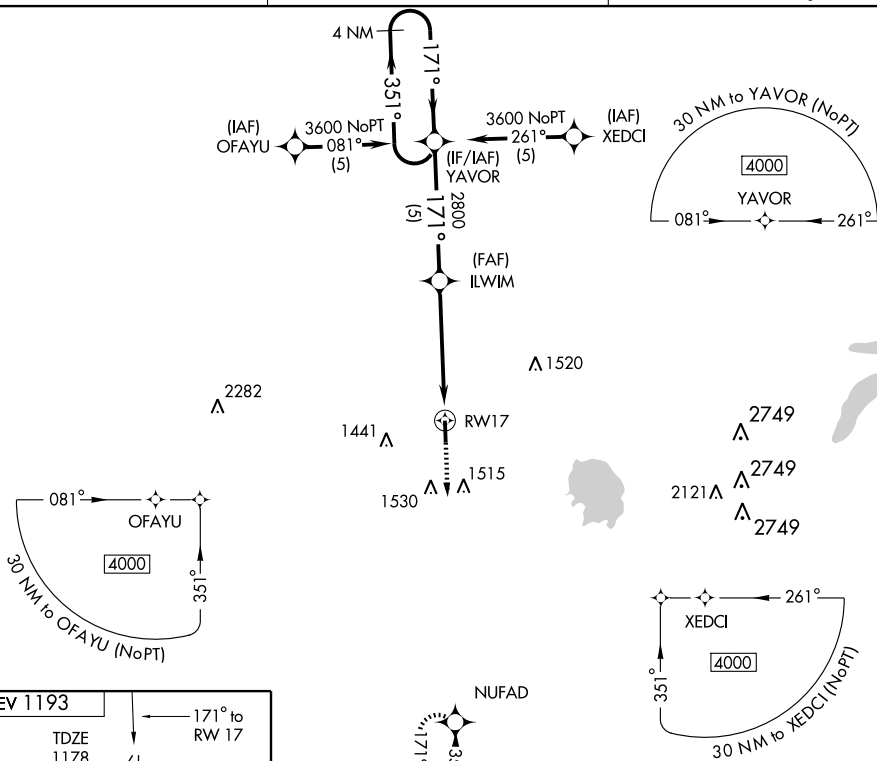 4 NM
171°
351°
(IAF)
OFAYU
3600 NoPT
081°
(5)
3600 NoPT
261°
(5)
(IAF)
XEDCI
(IF/IAF)
YAVOR
2800
171°
(5)
(FAF)
ILWIM
30 NM to YAVOR (NoPT)
4000
YAVOR
081°
261°
1520
2282
1441
RW17
1530
1515
2749
2749
2121
2749
081°
OFAYU
4000
351°
30 NM to OFAYU (NoPT)
261°
XEDCI
4000
351°
30 NM to XEDCI (NoPT)
NUFAD
171°
EV 1193
171° to
RW 17
TDZE
1178